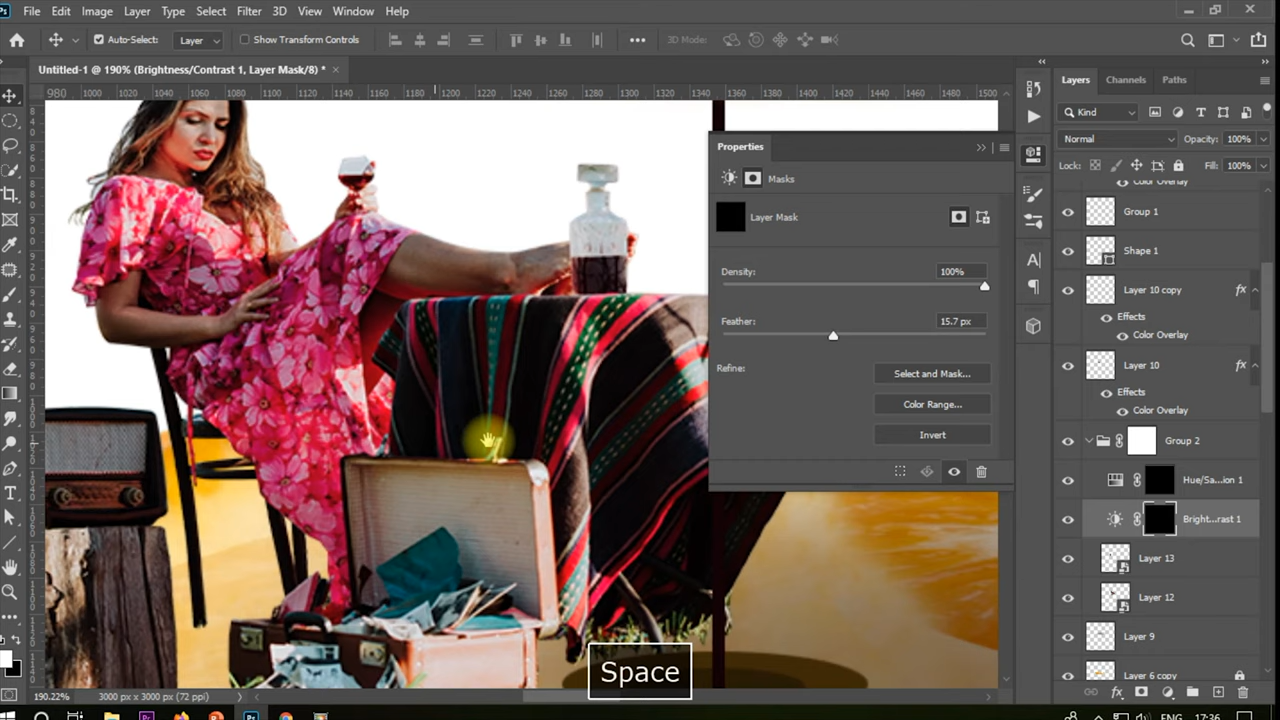 Ps File Edit Image Layer Type Select Filter 3D View Window Help
Auto-Select: Layer Show Transform Controls 3D Mode:
Untitled-1 @ 190% (Brightness/Contrast 1, Layer Mask/8) *
980 1000 1020 1040 1060 1080 1100 1120 1140 1160 1180 1200 1220 1240 1260 1280 1300 1320 1340 1360 1380 1400 1420 1440 1460 1480 1500
Layers Channels Paths
Kind
Normal Opacity: 100%
Lock: Fill: 100%
Color Overlay
Group 1
Shape 1
Layer 10 copy fx
Effects
Color Overlay
Layer 10 fx
Effects
Color Overlay
Group 2
Hue/Sa...ion 1
Bright...rast 1
Layer 13
Layer 12
Layer 9
Layer 6 copy
Properties
Masks
Layer Mask
Density: 100%
Feather: 15.7 px
Refine:
Select and Mask...
Color Range...
Invert
Space
190.22% 3000 px x 3000 px (72 ppi)
ENG 17:36